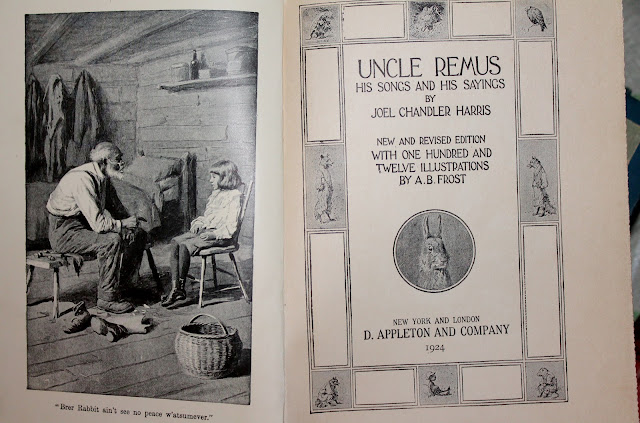 "Brer Rabbit ain't see no peace w'atsumever."
UNCLE REMUS
HIS SONGS AND HIS SAYINGS
BY
JOEL CHANDLER HARRIS
NEW AND REVISED EDITION
WITH ONE HUNDRED AND
TWELVE ILLUSTRATIONS
BY A.B. FROST
NEW YORK AND LONDON
D. APPLETON AND COMPANY
1924